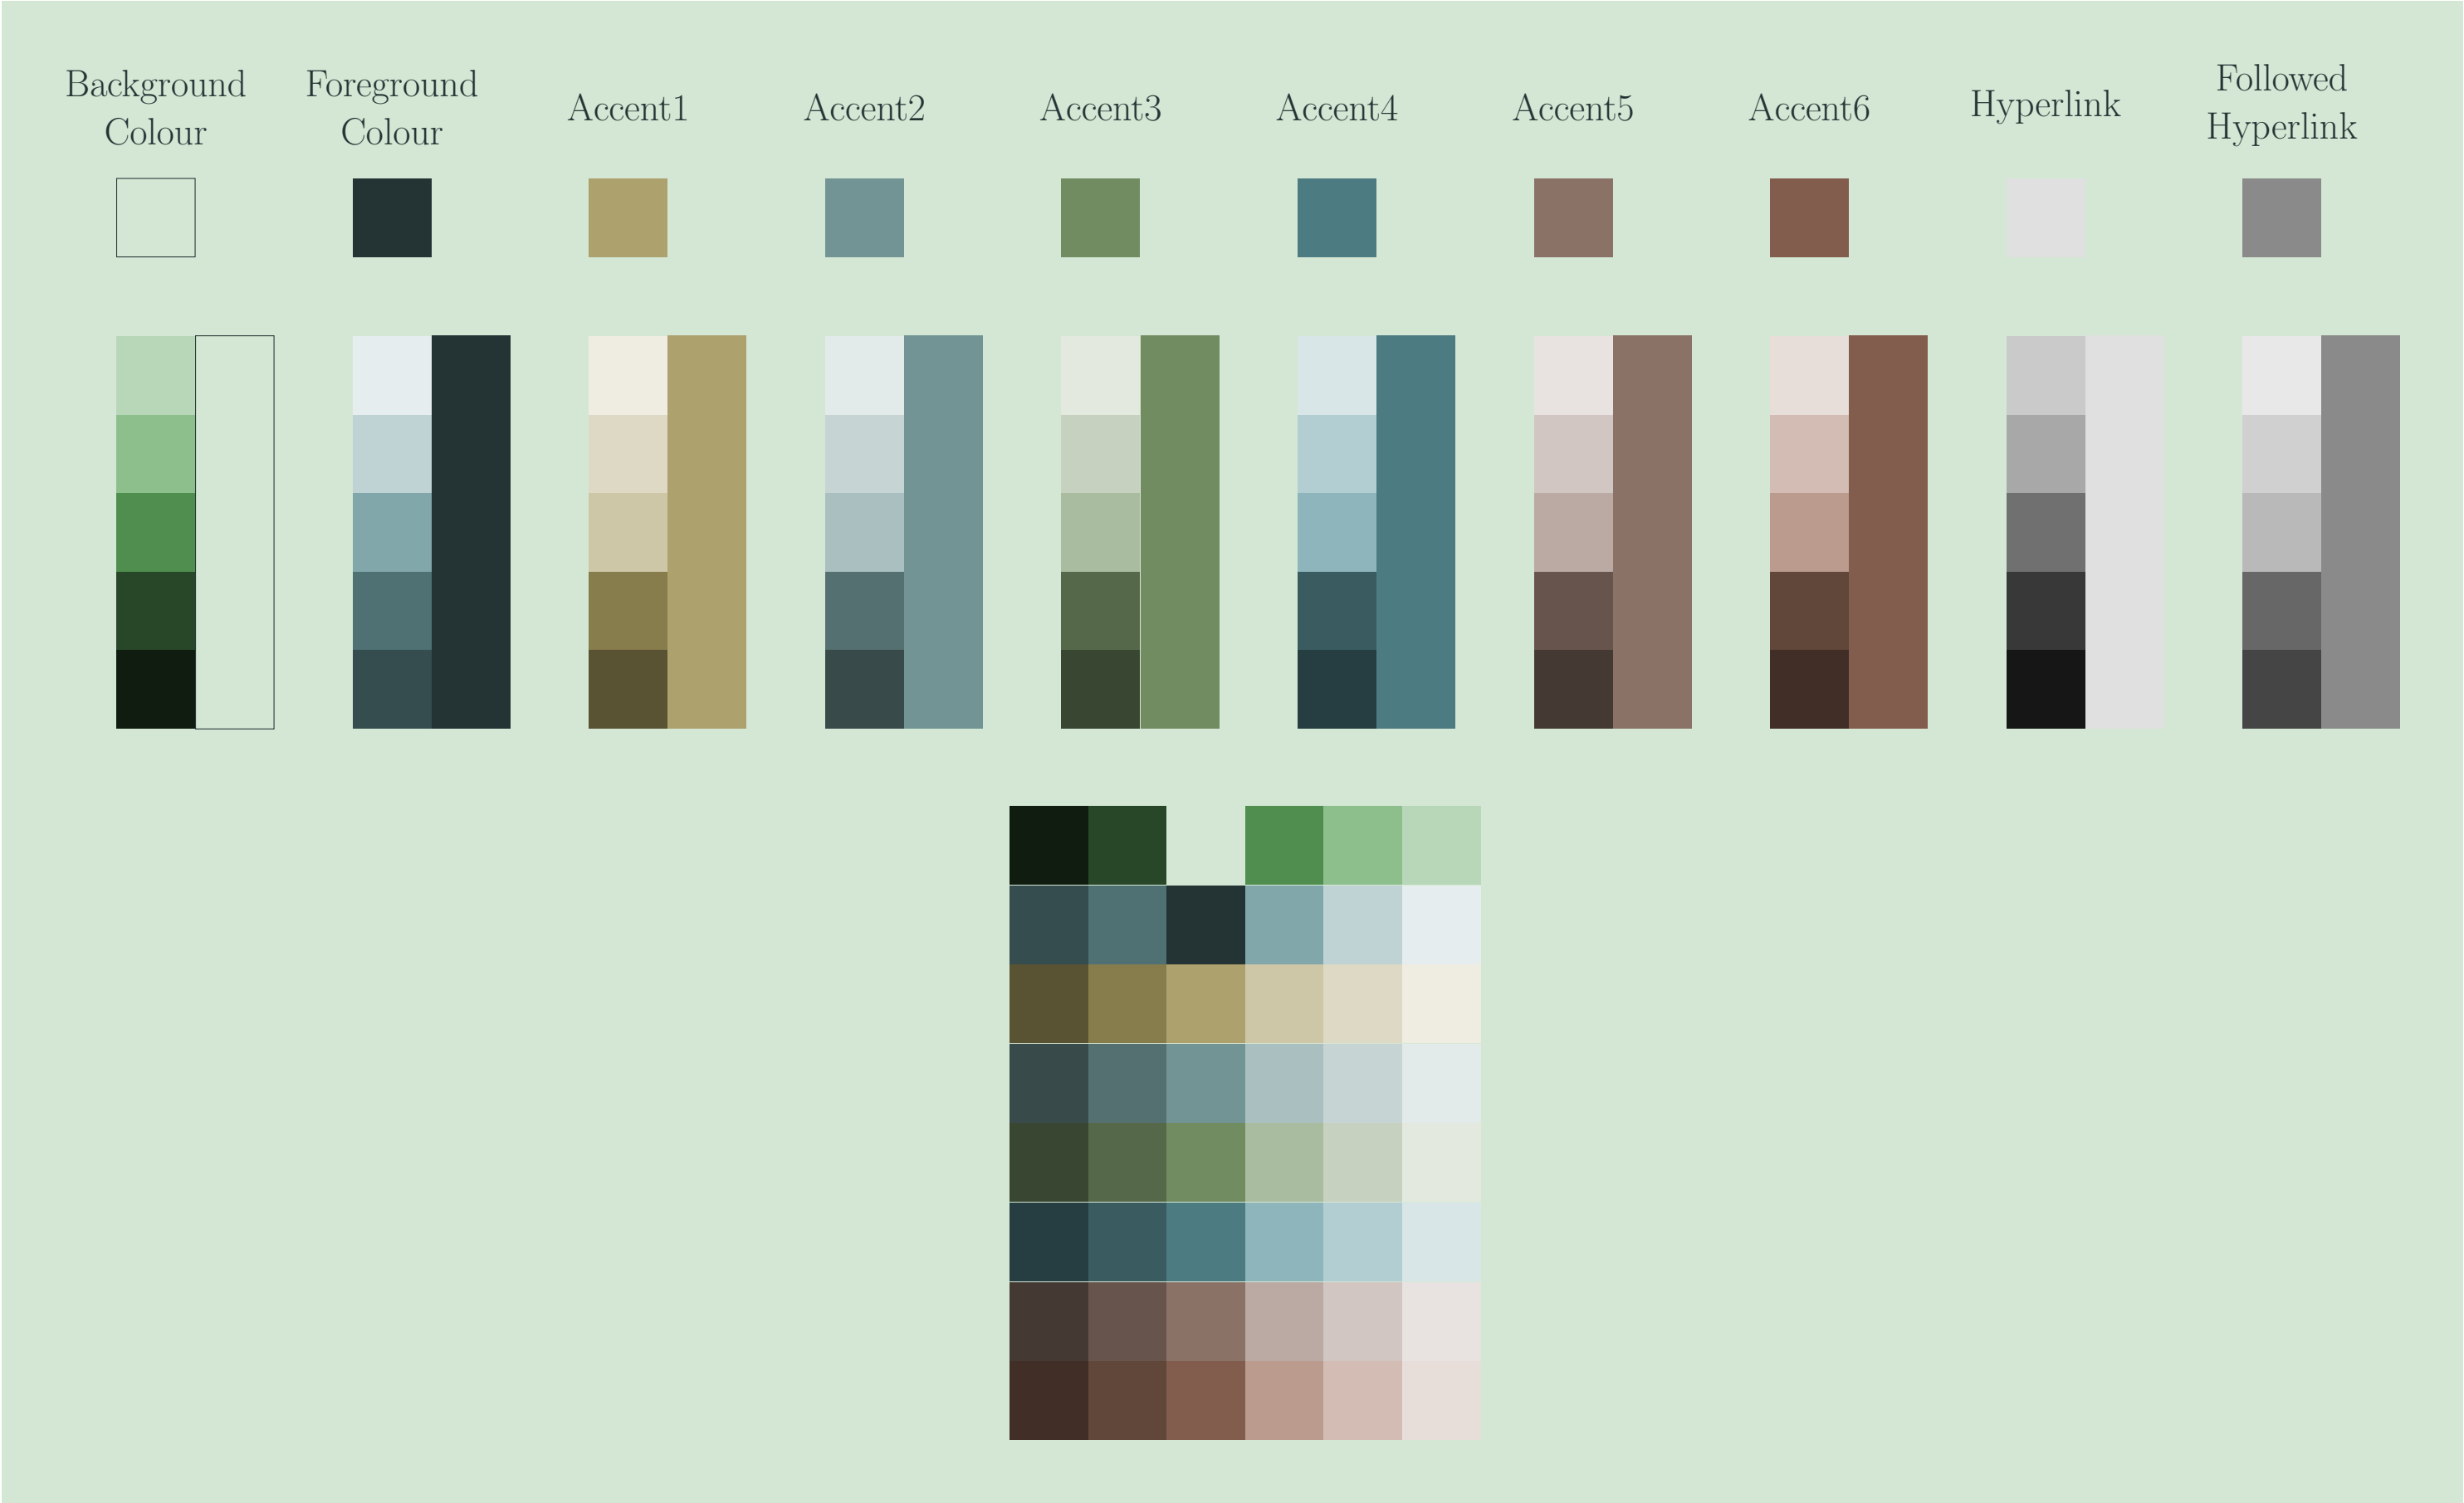 Background
Colour
Foreground
Colour
Accent1
Accent2
Accent3
Accent4
Accent5
Accent6
Hyperlink
Followed
Hyperlink